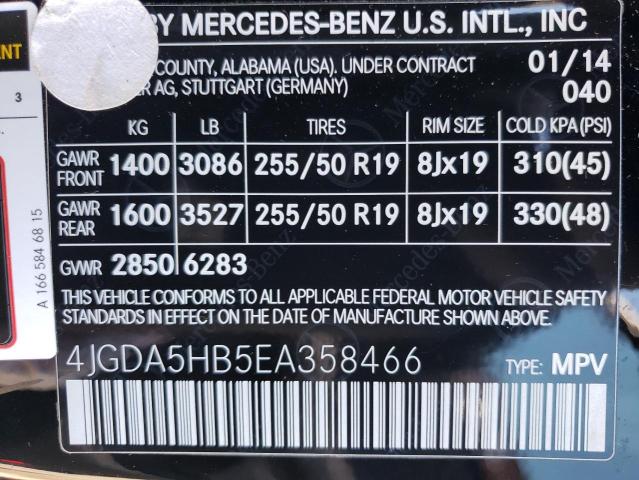 BY MERCEDES-BENZ U.S. INTL., INC
COUNTY, ALABAMA (USA). UNDER CONTRACT 01/14
AG, STUTTGART (GERMANY) 040
KG LB TIRES RIM SIZE COLD KPA(PSI)
GAWR FRONT 1400 3086 255/50 R19 8Jx19 310(45)
GAWR REAR 1600 3527 255/50 R19 8Jx19 330(48)
GVWR 2850 6283
THIS VEHICLE CONFORMS TO ALL APPLICABLE FEDERAL MOTOR VEHICLE SAFETY
STANDARDS IN EFFECT ON THE DATE OF MANUFACTURE SHOWN ABOVE.
4JGDA5HB5EA358466 TYPE: MPV
A 166 584 68 15
3
Mercedes-Benz